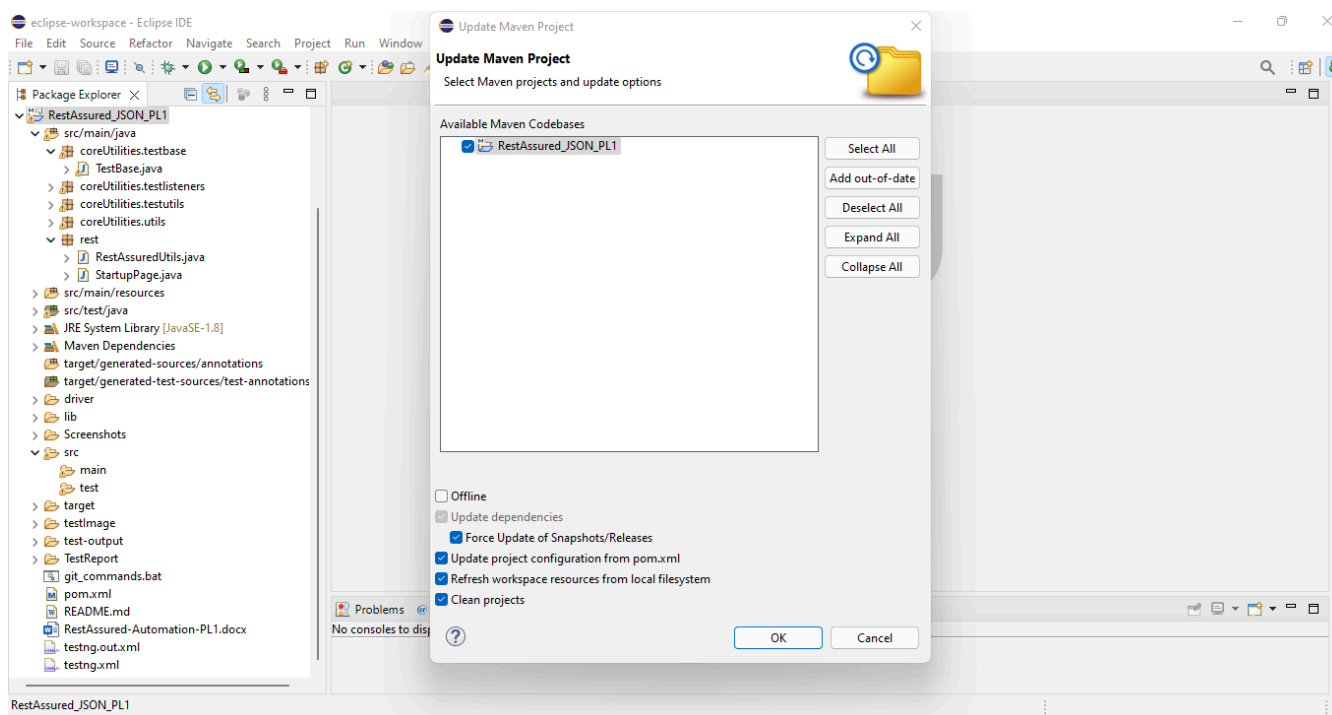 eclipse-workspace - Eclipse IDE
File Edit Source Refactor Navigate Search Project Run Window
Package Explorer
RestAssured_JSON_PL1
src/main/java
coreUtilities.testbase
TestBase.java
coreUtilities.testlisteners
coreUtilities.testutils
coreUtilities.utils
rest
RestAssuredUtils.java
StartupPage.java
src/main/resources
src/test/java
JRE System Library [JavaSE-1.8]
Maven Dependencies
target/generated-sources/annotations
target/generated-test-sources/test-annotations
driver
lib
Screenshots
src
main
test
target
testImage
test-output
TestReport
git_commands.bat
pom.xml
README.md
RestAssured-Automation-PL1.docx
testng.out.xml
testng.xml
RestAssured_JSON_PL1
Update Maven Project
Update Maven Project
Select Maven projects and update options
Available Maven Codebases
RestAssured_JSON_PL1
Select All
Add out-of-date
Deselect All
Expand All
Collapse All
Offline
Update dependencies
Force Update of Snapshots/Releases
Update project configuration from pom.xml
Refresh workspace resources from local filesystem
Clean projects
OK Cancel
Problems @
No consoles to